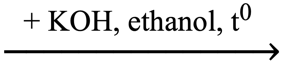 + KOH, ethanol, t⁰